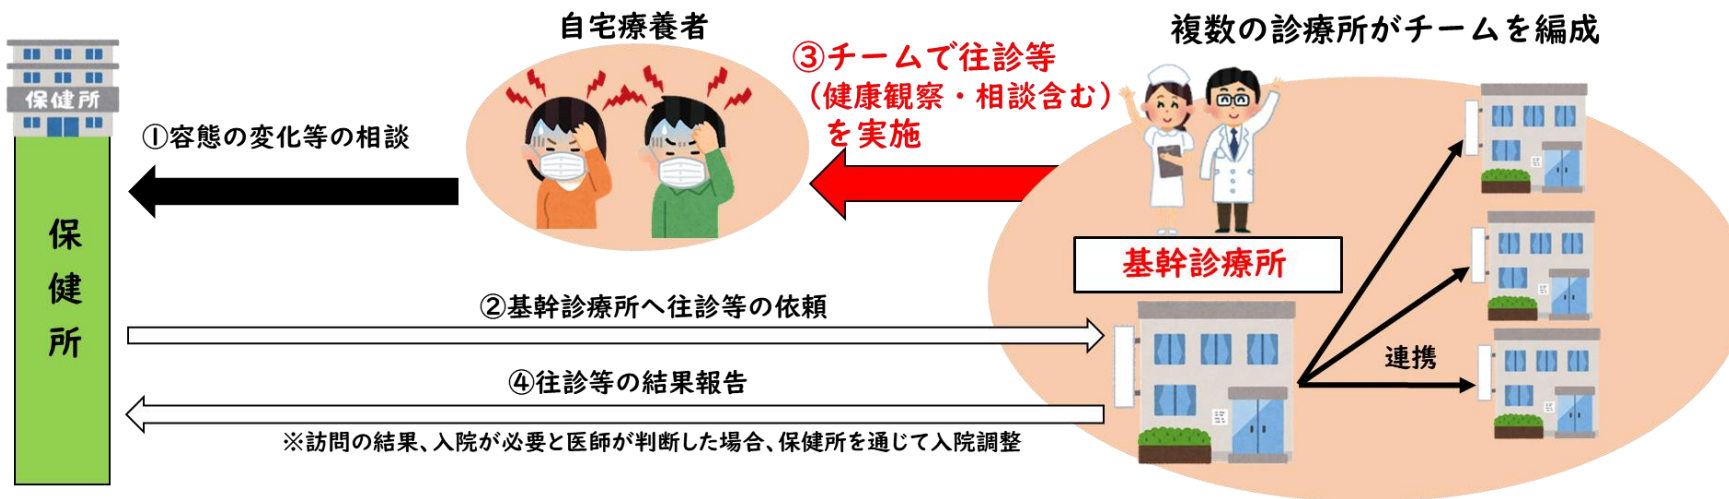 自宅療養者
複数の診療所がチームを編成
③チームで往診等
(健康観察・相談含む)
を実施
保健所
①容態の変化等の相談
保健所
基幹診療所
②基幹診療所へ往診等の依頼
連携
④往診等の結果報告
※訪問の結果、入院が必要と医師が判断した場合、保健所を通じて入院調整